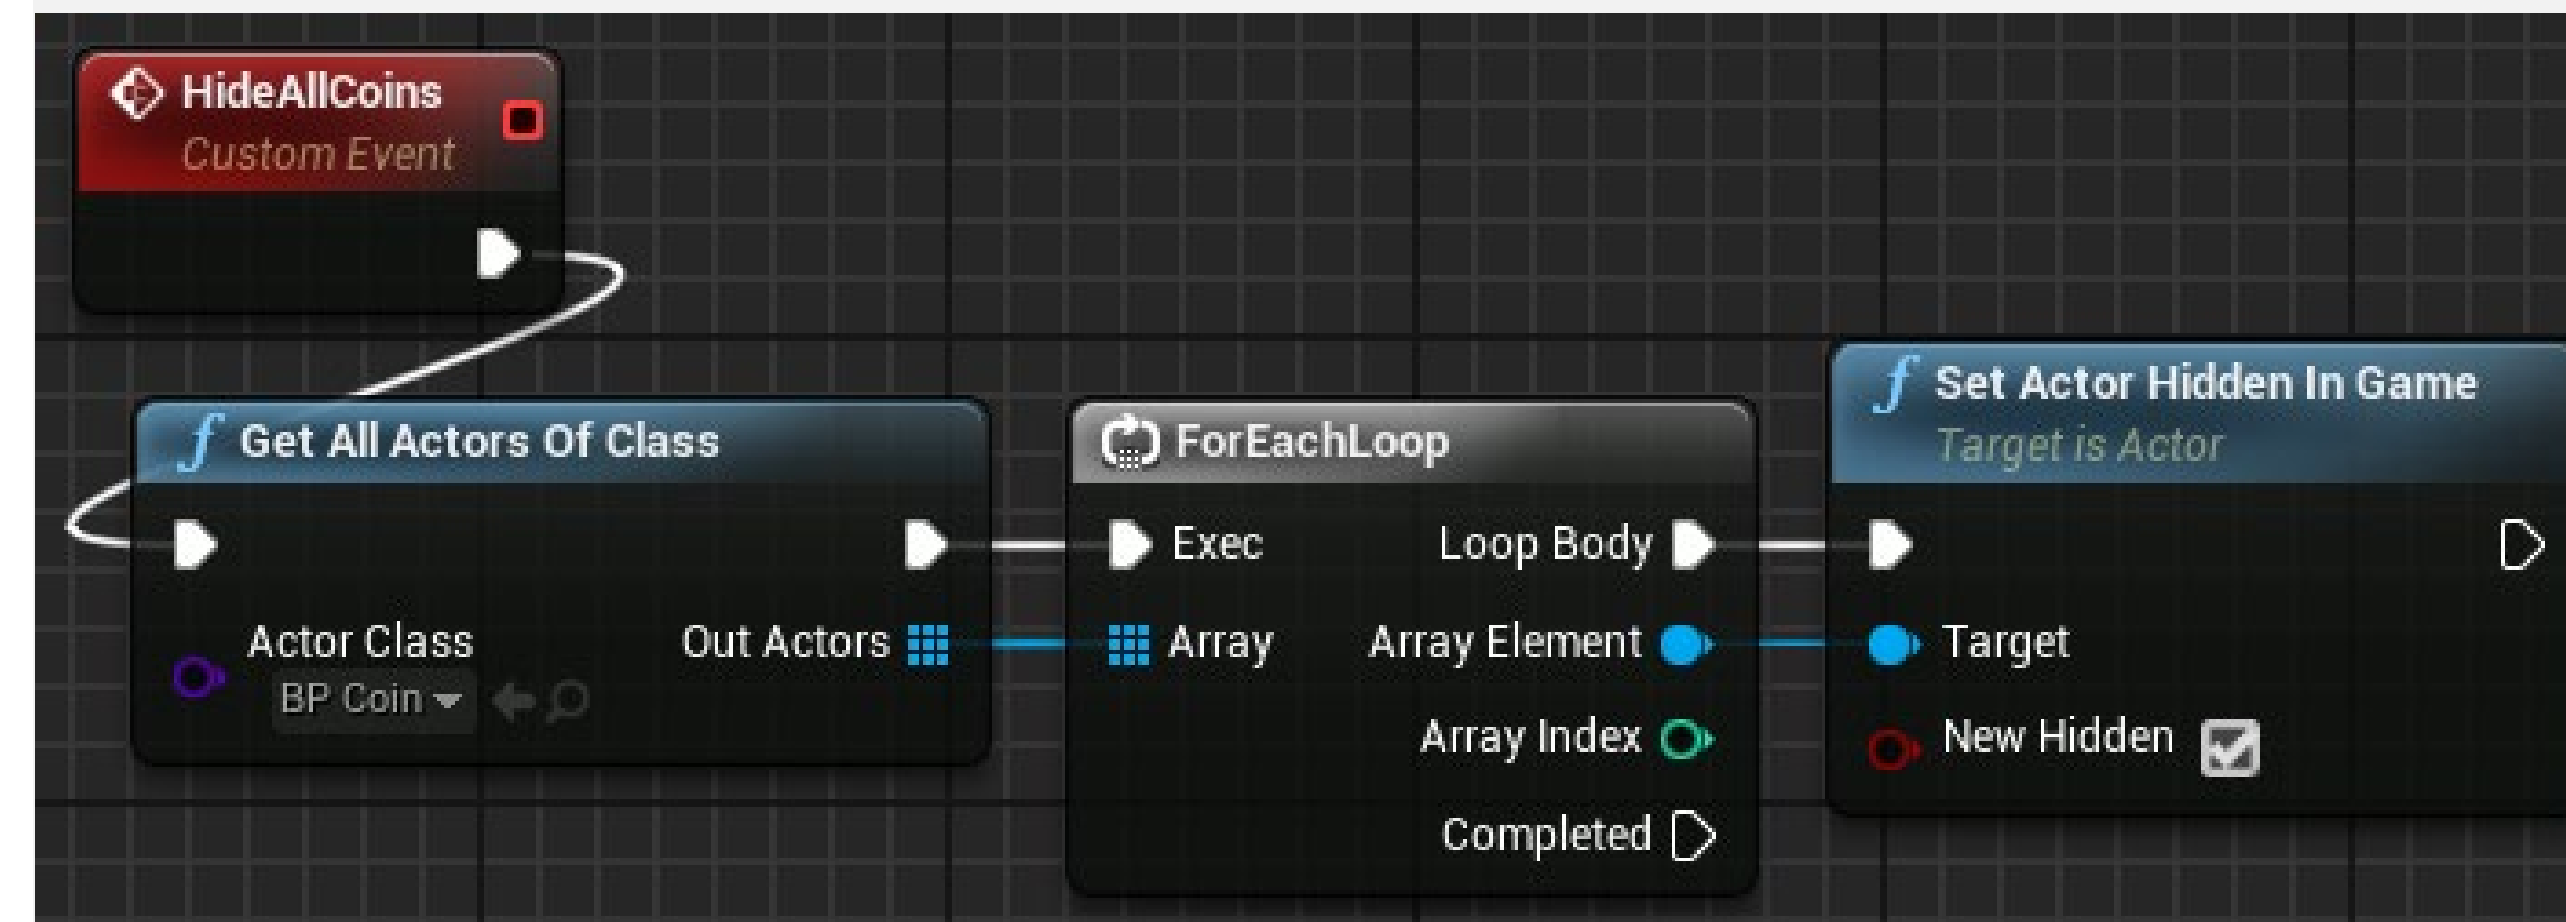 HideAllCoins
Custom Event
Get All Actors Of Class
Actor Class
BP Coin
Out Actors
ForEachLoop
Exec
Loop Body
Array
Array Element
Array Index
Completed
Set Actor Hidden In Game
Target is Actor
Target
New Hidden